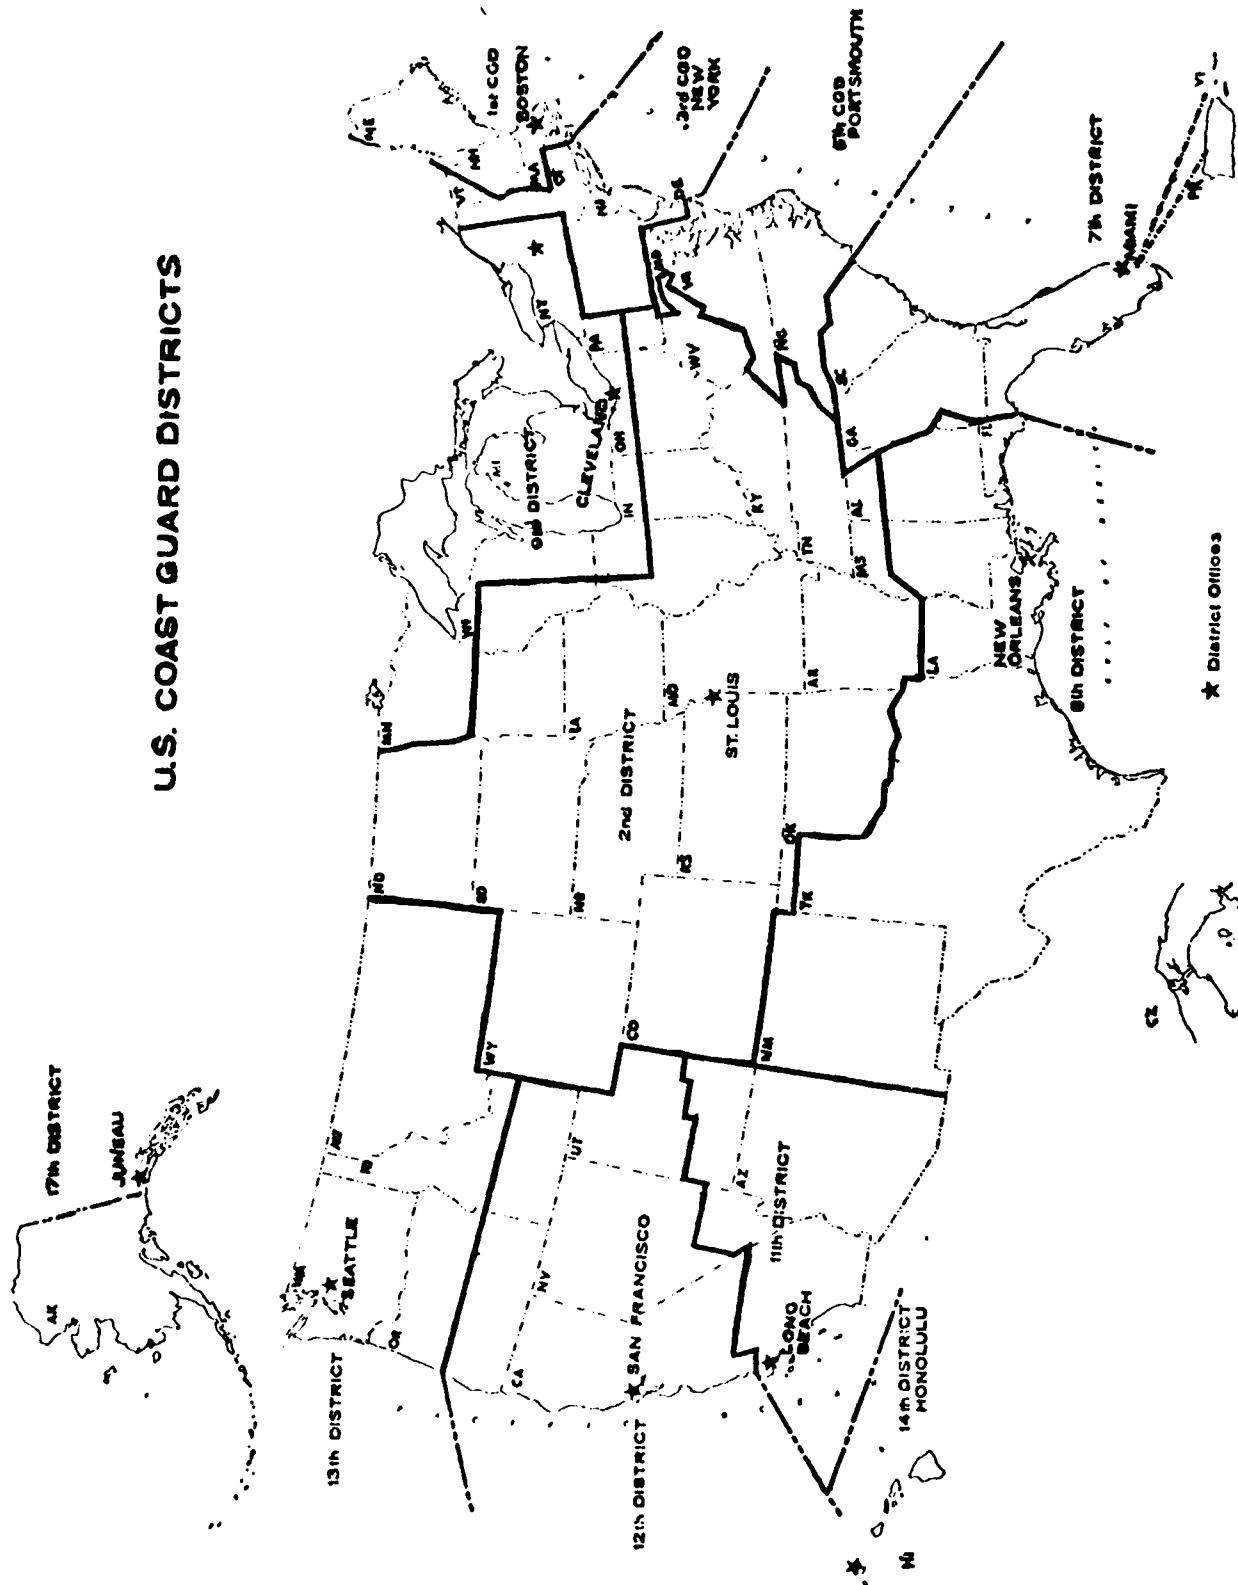 U.S. COAST GUARD DISTRICTS
17th DISTRICT
JUNEAU
AK
13th DISTRICT
SEATTLE
WA
OR
ID
ND
MN
WI
MI
SD
WY
12th DISTRICT
SAN FRANCISCO
CA
NV
UT
CO
2nd DISTRICT
ST. LOUIS
IA
MO
KS
9th DISTRICT
CLEVELAND
IN
OH
PA
NY
VT
NH
ME
MA
1st CGD
BOSTON
3rd CGD
NEW
YORK
NJ
DE
MD
VA
WV
KY
TN
NC
5th CGD
PORTSMOUTH
11th DISTRICT
LONG
BEACH
AZ
NM
TX
OK
AR
LA
MS
AL
GA
SC
FL
14th DISTRICT
HONOLULU
HI
8th DISTRICT
NEW
ORLEANS
7th DISTRICT
MIAMI
PR
VI
CZ
District Offices